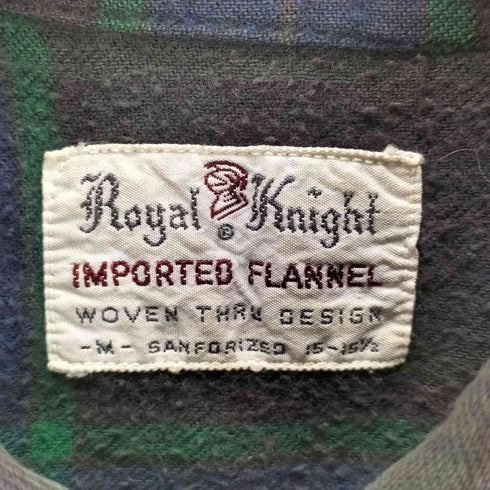 Royal ® Knight
IMPORTED FLANNEL
WOVEN THRU DESIGN
- M - SANFORIZED 15-15½